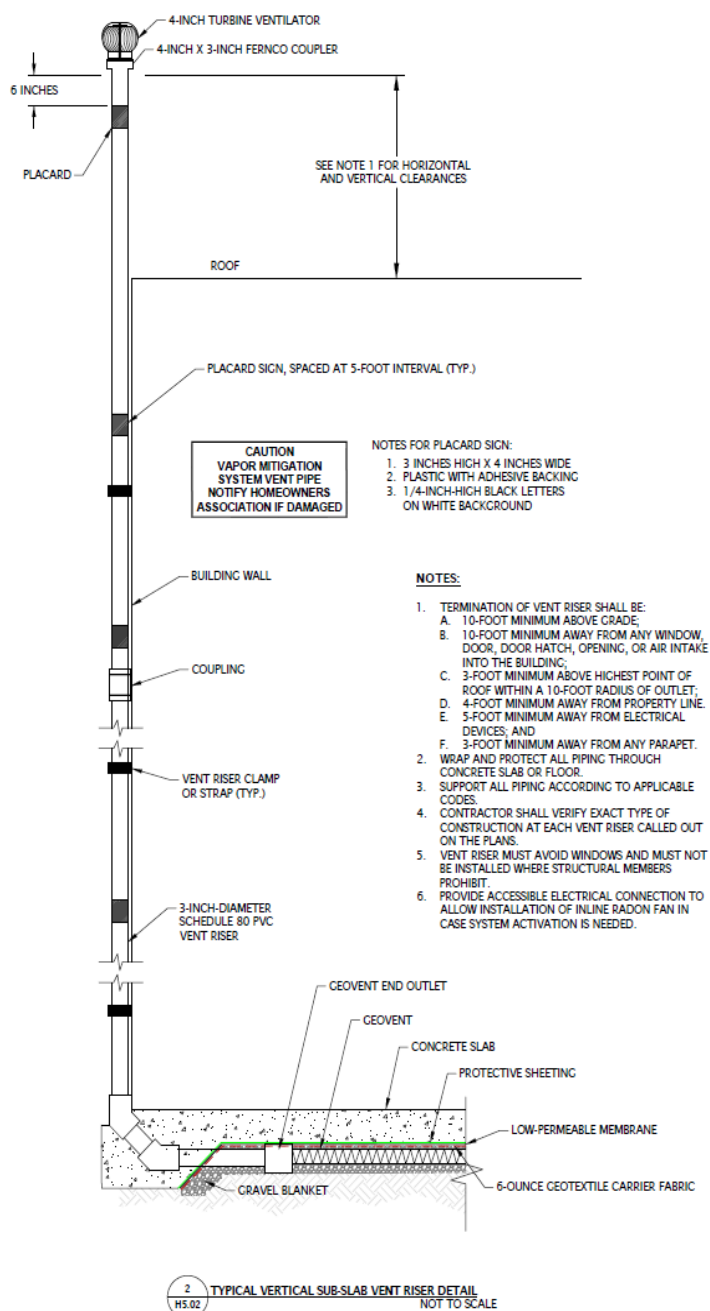 4-INCH TURBINE VENTILATOR
4-INCH X 3-INCH FERNCO COUPLER
6 INCHES
PLACARD
SEE NOTE 1 FOR HORIZONTAL
AND VERTICAL CLEARANCES
ROOF
PLACARD SIGN, SPACED AT 5-FOOT INTERVAL (TYP.)
CAUTION
VAPOR MITIGATION
SYSTEM VENT PIPE
NOTIFY HOMEOWNERS
ASSOCIATION IF DAMAGED
NOTES FOR PLACARD SIGN:
1. 3 INCHES HIGH X 4 INCHES WIDE
2. PLASTIC WITH ADHESIVE BACKING
3. 1/4-INCH-HIGH BLACK LETTERS
ON WHITE BACKGROUND
BUILDING WALL
COUPLING
VENT RISER CLAMP
OR STRAP (TYP.)
3-INCH-DIAMETER
SCHEDULE 80 PVC
VENT RISER
NOTES:
1. TERMINATION OF VENT RISER SHALL BE:
A. 10-FOOT MINIMUM ABOVE GRADE;
B. 10-FOOT MINIMUM AWAY FROM ANY WINDOW,
DOOR, DOOR HATCH, OPENING, OR AIR INTAKE
INTO THE BUILDING;
C. 3-FOOT MINIMUM ABOVE HIGHEST POINT OF
ROOF WITHIN A 10-FOOT RADIUS OF OUTLET;
D. 4-FOOT MINIMUM AWAY FROM PROPERTY LINE.
E. 5-FOOT MINIMUM AWAY FROM ELECTRICAL
DEVICES; AND
F. 3-FOOT MINIMUM AWAY FROM ANY PARAPET.
2. WRAP AND PROTECT ALL PIPING THROUGH
CONCRETE SLAB OR FLOOR.
3. SUPPORT ALL PIPING ACCORDING TO APPLICABLE
CODES.
4. CONTRACTOR SHALL VERIFY EXACT TYPE OF
CONSTRUCTION AT EACH VENT RISER CALLED OUT
ON THE PLANS.
5. VENT RISER MUST AVOID WINDOWS AND MUST NOT
BE INSTALLED WHERE STRUCTURAL MEMBERS
PROHIBIT.
6. PROVIDE ACCESSIBLE ELECTRICAL CONNECTION TO
ALLOW INSTALLATION OF INLINE RADON FAN IN
CASE SYSTEM ACTIVATION IS NEEDED.
GEOVENT END OUTLET
GEOVENT
CONCRETE SLAB
PROTECTIVE SHEETING
LOW-PERMEABLE MEMBRANE
6-OUNCE GEOTEXTILE CARRIER FABRIC
GRAVEL BLANKET
2
H5.02
TYPICAL VERTICAL SUB-SLAB VENT RISER DETAIL
NOT TO SCALE